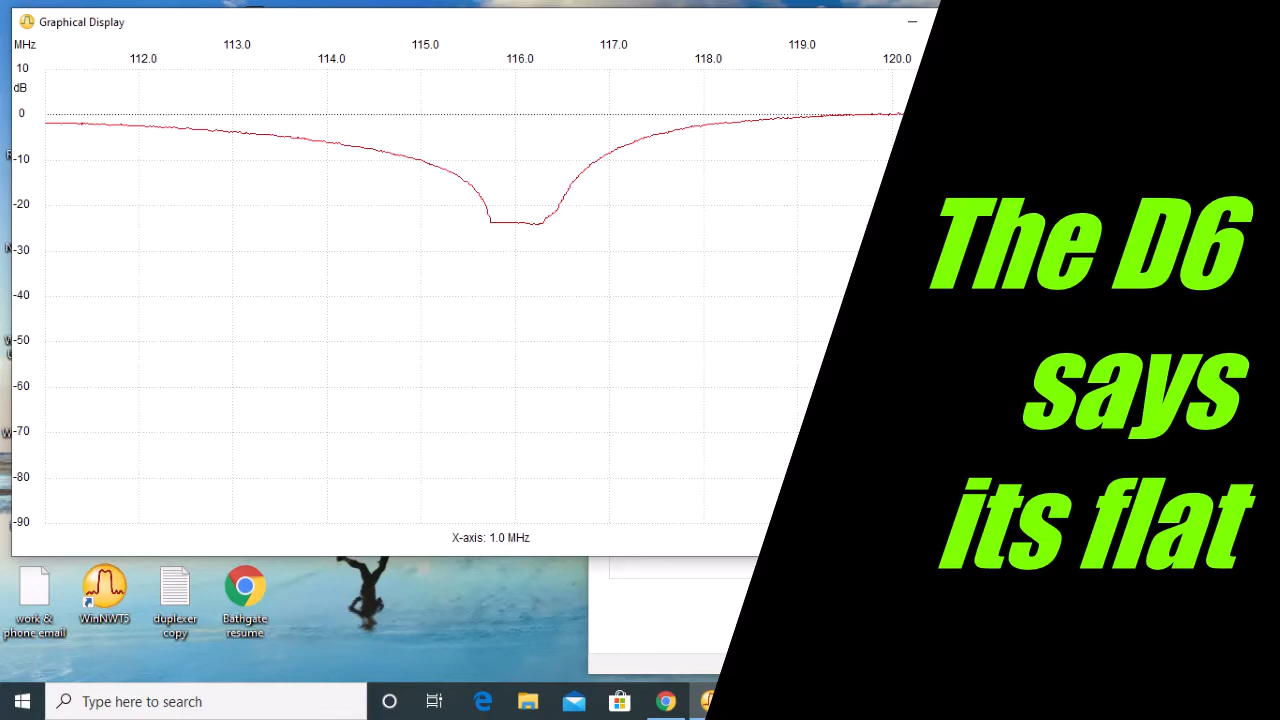 Graphical Display
MHz
113.0 115.0 117.0 119.0
112.0 114.0 116.0 118.0 120.0
10
dB
0
-10
-20
-30
-40
-50
-60
-70
-80
-90
X-axis: 1.0 MHz
The D6
says
its flat
work &
phone email
WinNWT5
duplexer
copy
Bathgate
resume
Type here to search